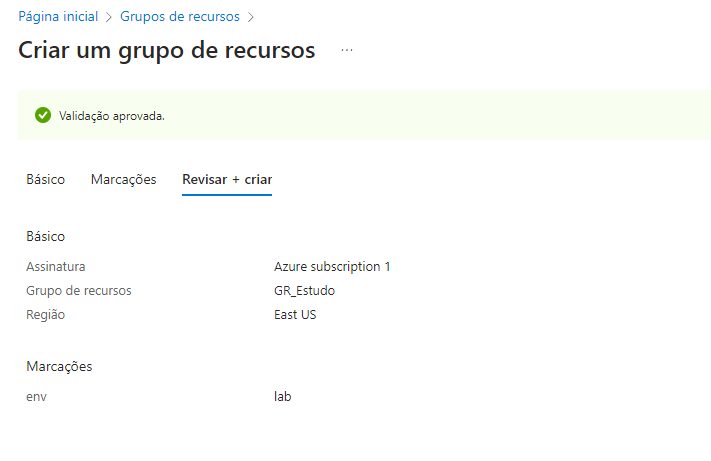 Página inicial > Grupos de recursos >
Criar um grupo de recursos ...
Validação aprovada.
Básico Marcações Revisar + criar
Básico
Assinatura Azure subscription 1
Grupo de recursos GR_Estudo
Região East US
Marcações
env lab